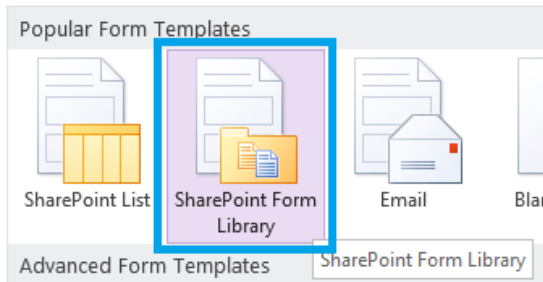 Popular Form Templates
SharePoint List
SharePoint Form
Library
Email
Advanced Form Templates
SharePoint Form Library